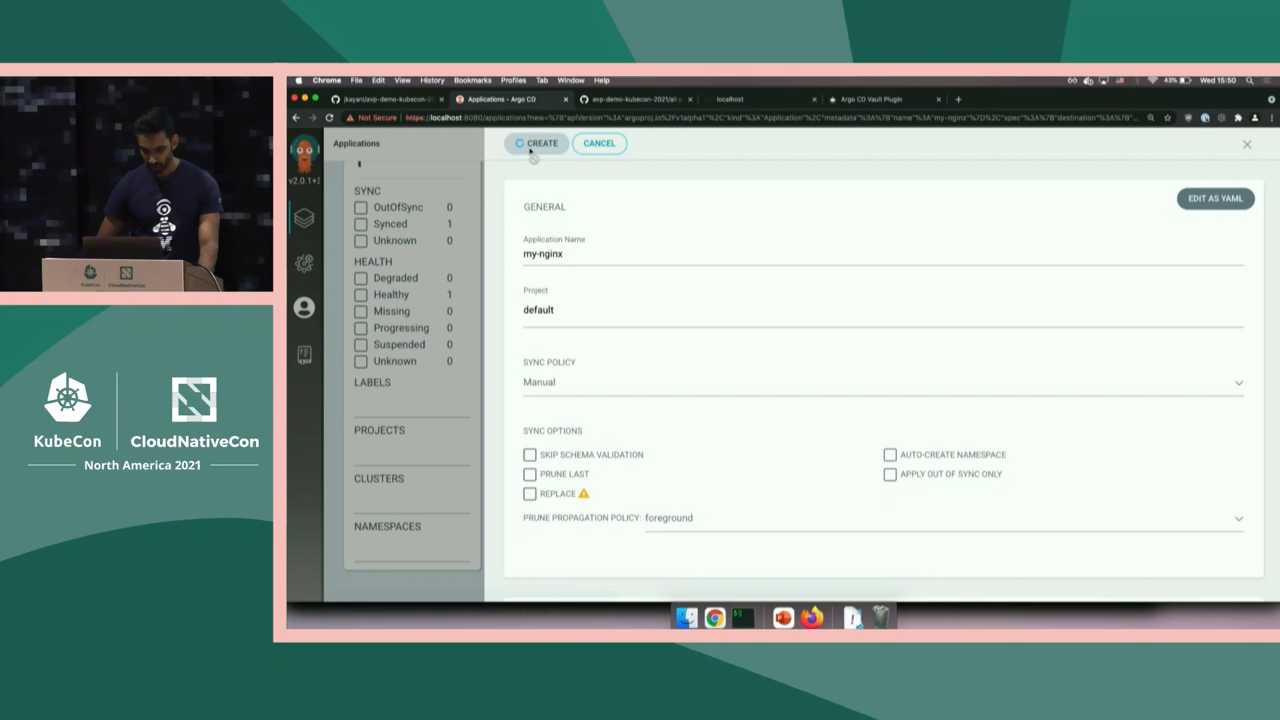 Chrome File Edit View History Bookmarks Profiles Tab Window Help
43% Wed 15:50
Applications - Argo CD
localhost
Argo CD Vault Plugin
Not Secure
Applications
CREATE
CANCEL
v2.0.1+
SYNC
OutOfSync 0
Synced 1
Unknown 0
HEALTH
Degraded 0
Healthy 1
Missing 0
Progressing 0
Suspended 0
Unknown 0
LABELS
PROJECTS
CLUSTERS
NAMESPACES
GENERAL
EDIT AS YAML
Application Name
my-nginx
Project
default
SYNC POLICY
Manual
SYNC OPTIONS
SKIP SCHEMA VALIDATION
AUTO-CREATE NAMESPACE
PRUNE LAST
APPLY OUT OF SYNC ONLY
REPLACE
PRUNE PROPAGATION POLICY: foreground
KubeCon
CloudNativeCon
KubeCon
CloudNativeCon
North America 2021